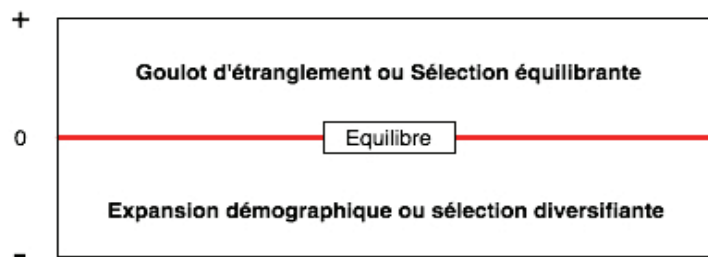 +
Goulot d'étranglement ou Sélection équilibrante
0
Equilibre
Expansion démographique ou sélection diversifiante
-